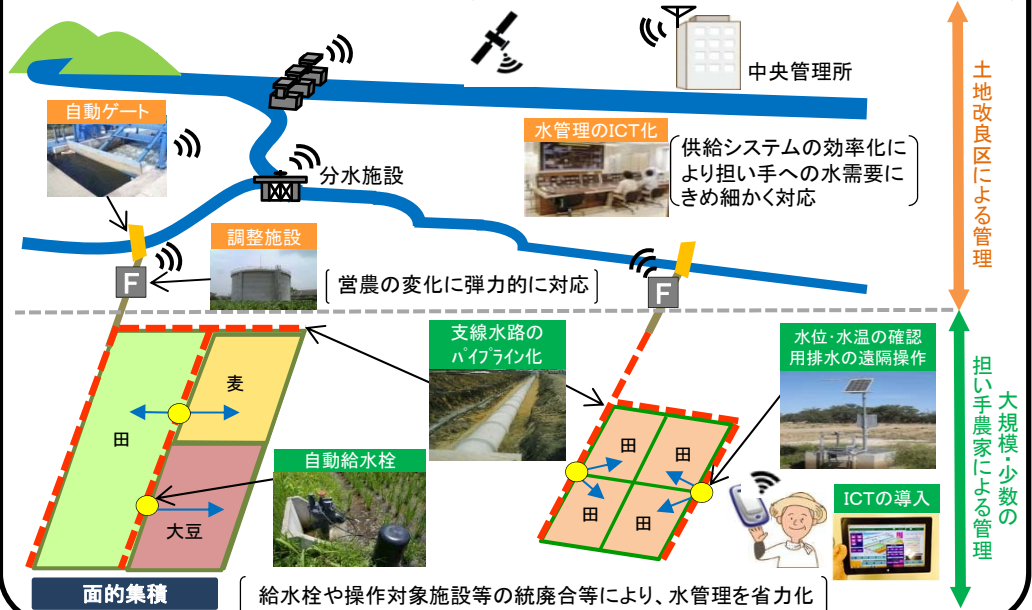 中央管理所
自動ゲート
水管理のICT化
供給システムの効率化に
より担い手への水需要に
きめ細かく対応
分水施設
調整施設
F
営農の変化に弾力的に対応
F
土地改良区による管理
支線水路の
パイプライン化
水位・水温の確認
用排水の遠隔操作
麦
田
自動給水栓
大豆
田
田
田
田
ICTの導入
大規模・少数の
担い手農家による管理
面的集積
給水栓や操作対象施設等の統廃合等により、水管理を省力化